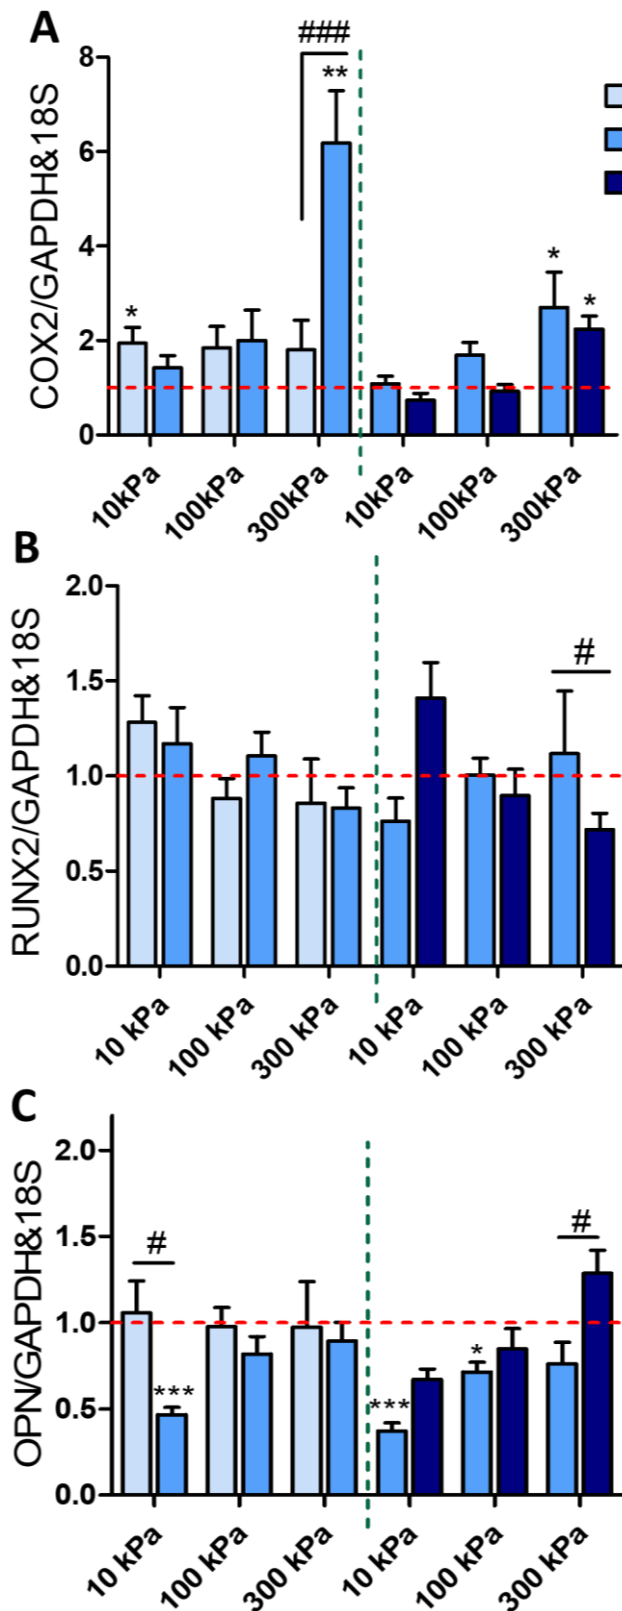 A
COX2/GAPDH&18S
8
6
4
2
0
###
**
*
*
*
10kPa
100kPa
300kPa
10kPa
100kPa
300kPa
B
RUNX2/GAPDH&18S
2.0
1.5
1.0
0.5
0.0
#
10 kPa
100 kPa
300 kPa
10 kPa
100 kPa
300 kPa
C
OPN/GAPDH&18S
2.0
1.5
1.0
0.5
0.0
#
***
***
*
#
10 kPa
100 kPa
300 kPa
10 kPa
100 kPa
300 kPa